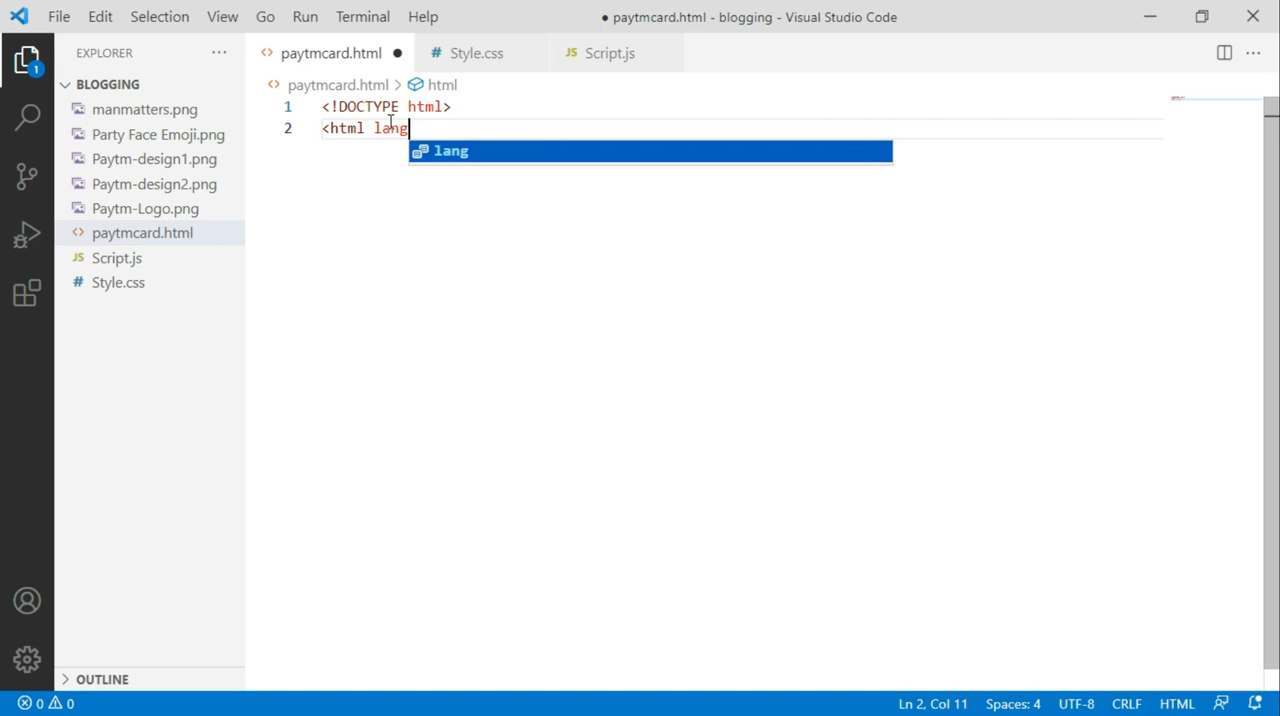 File Edit Selection View Go Run Terminal Help
● paytmcard.html - blogging - Visual Studio Code
EXPLORER ...
paytmcard.html ●
# Style.css
JS Script.js
1
BLOGGING
paytmcard.html > html
manmatters.png
Party Face Emoji.png
Paytm-design1.png
Paytm-design2.png
Paytm-Logo.png
<> paytmcard.html
JS Script.js
# Style.css
1 <!DOCTYPE html>
2 <html lang
lang
OUTLINE
0 0
Ln 2, Col 11 Spaces: 4 UTF-8 CRLF HTML